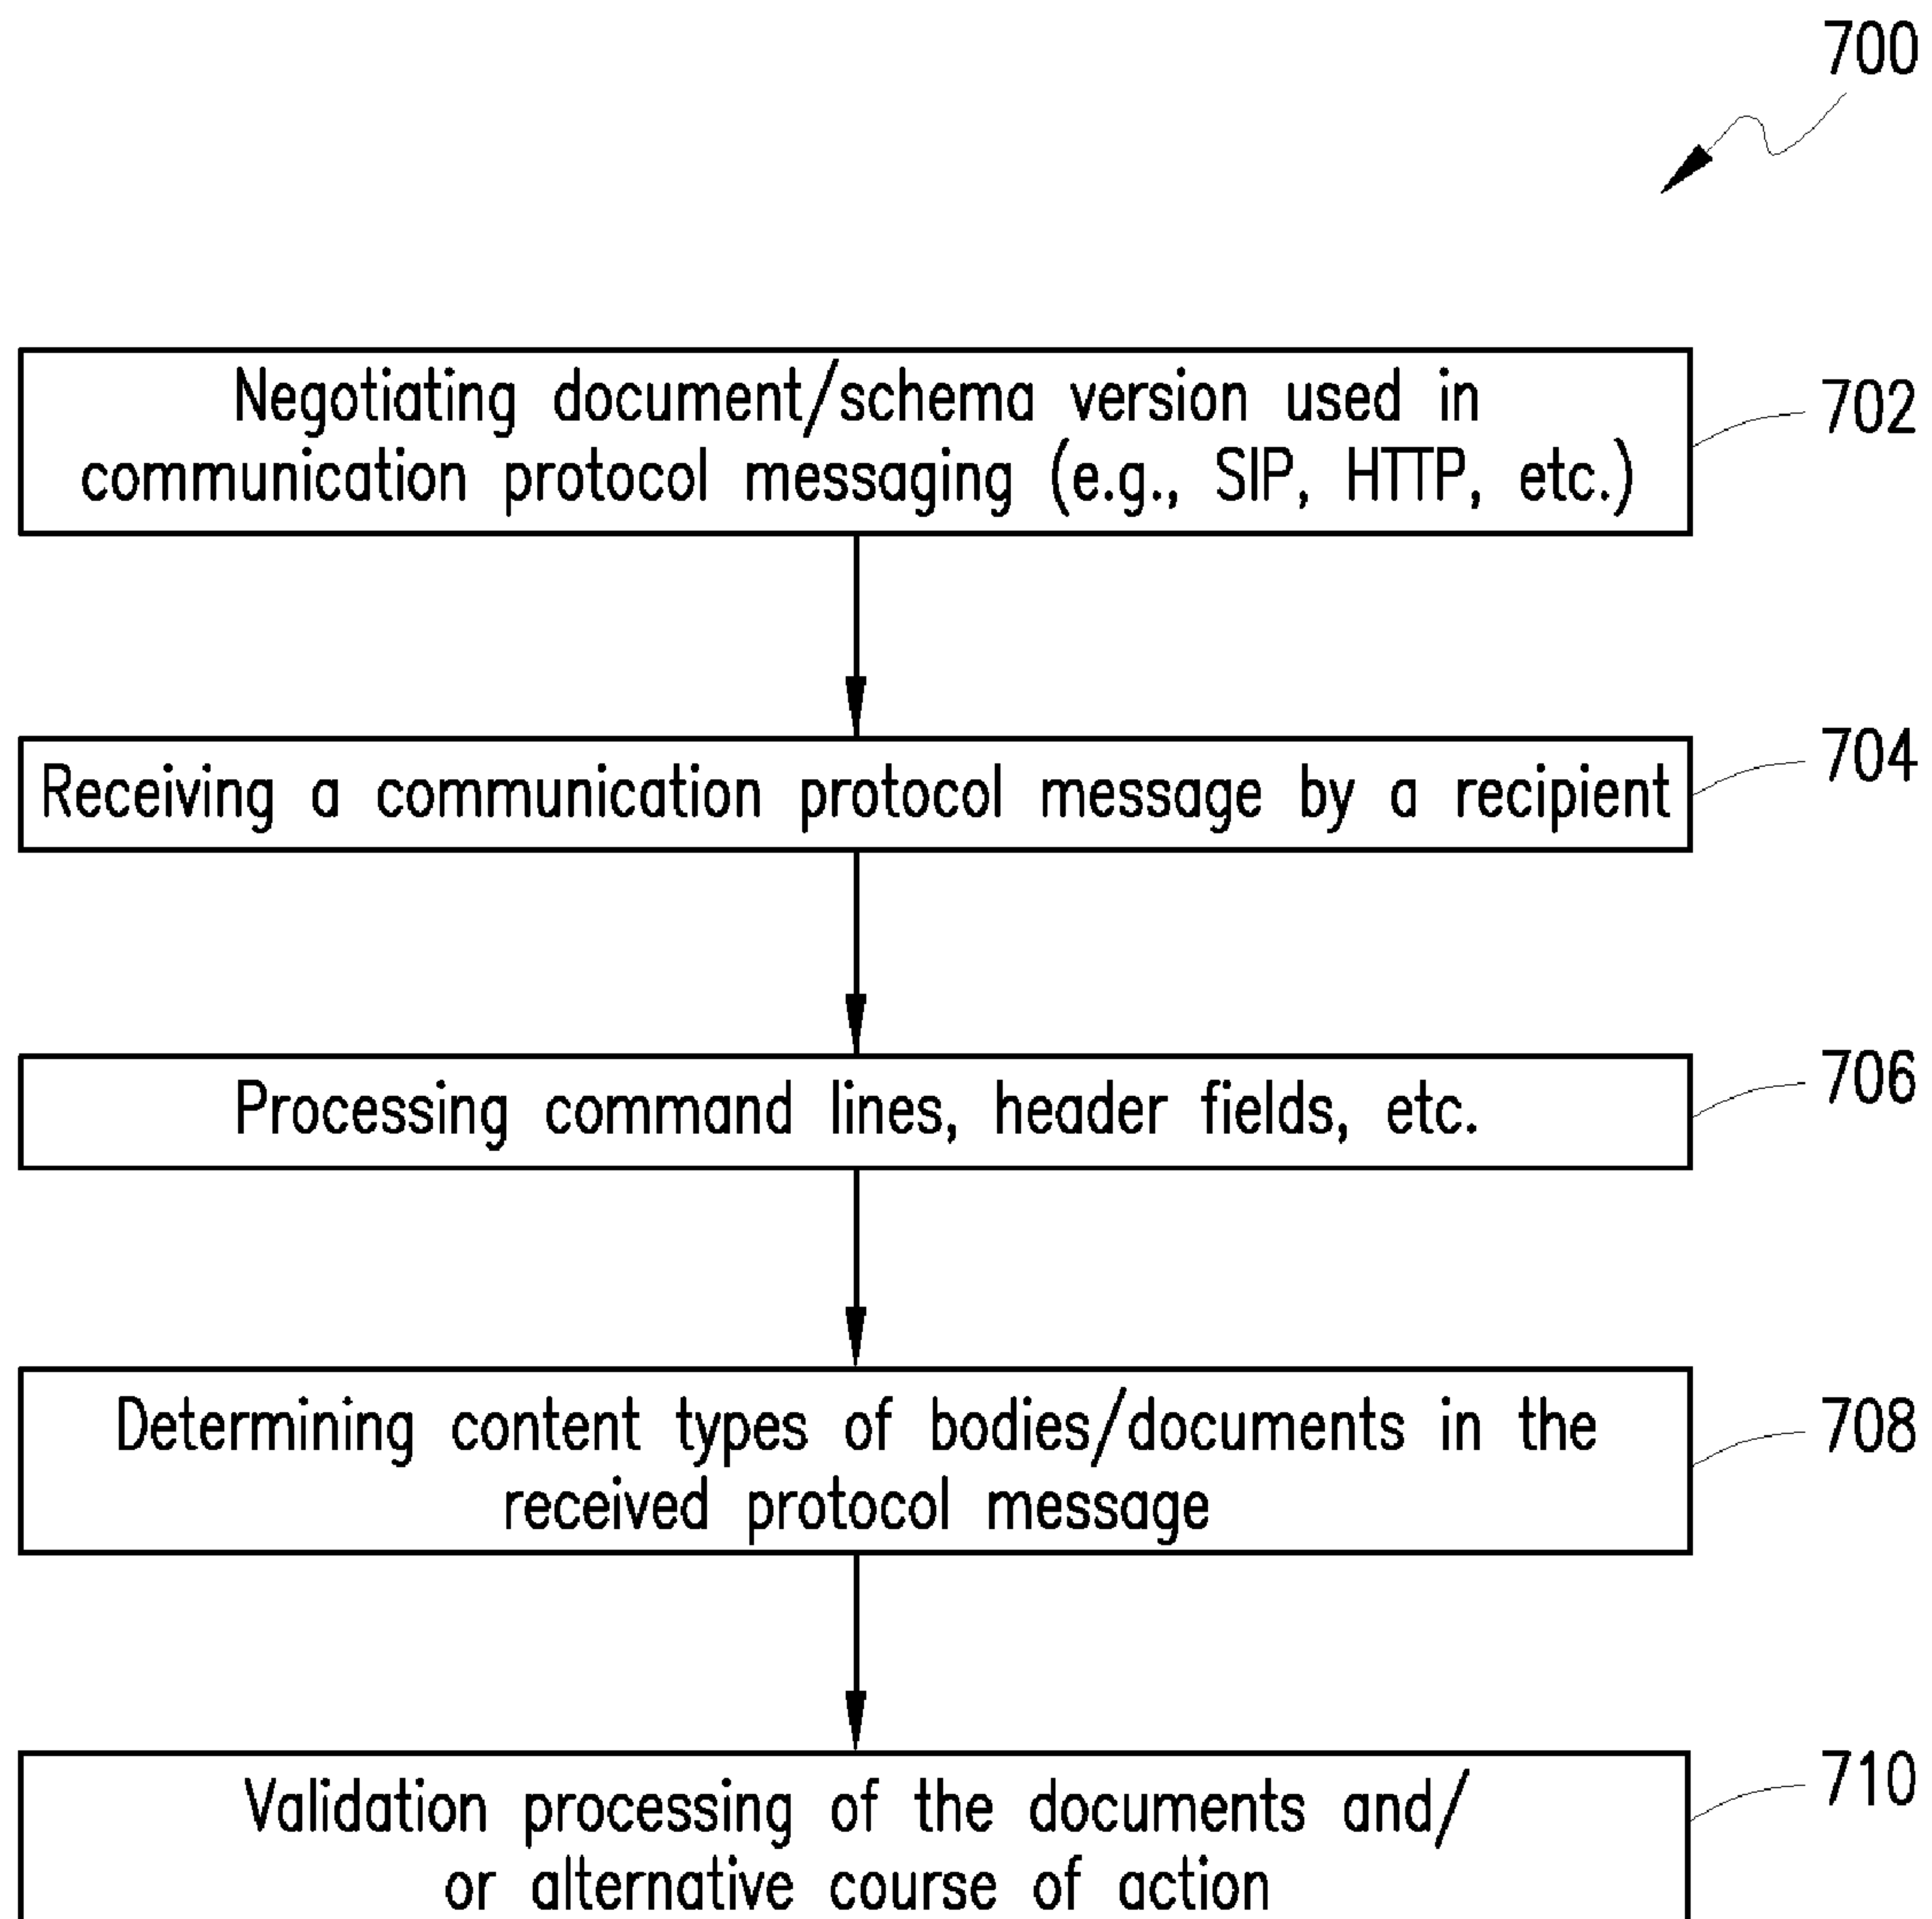 700
Negotiating document/schema version used in
communication protocol messaging (e.g., SIP, HTTP, etc.)
702
Receiving a communication protocol message by a recipient
704
Processing command lines, header fields, etc.
706
Determining content types of bodies/documents in the
received protocol message
708
Validation processing of the documents and/
or alternative course of action
710